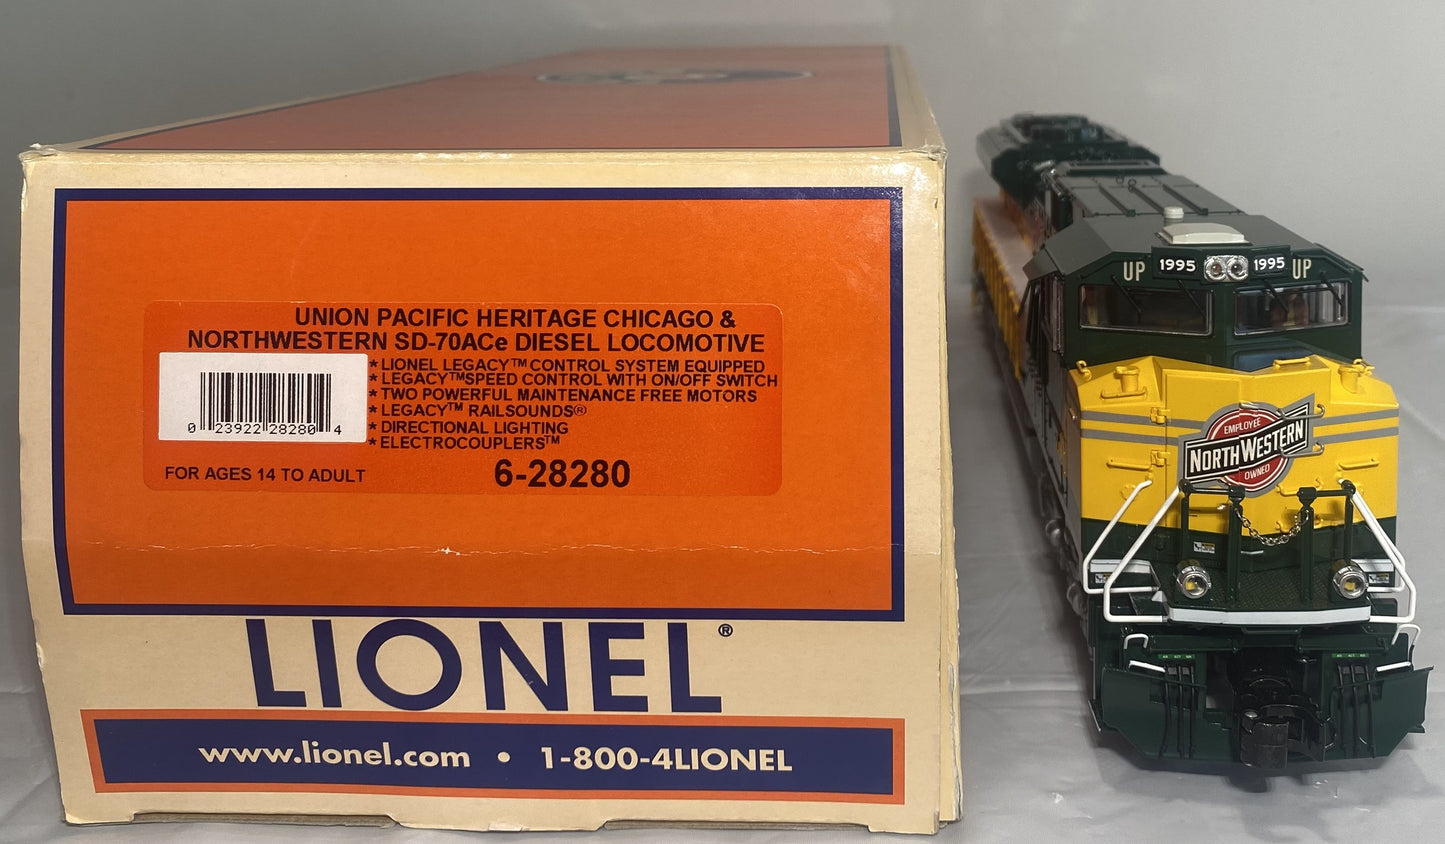 UNION PACIFIC HERITAGE CHICAGO &
NORTHWESTERN SD-70ACe DIESEL LOCOMOTIVE
* LIONEL LEGACY™ CONTROL SYSTEM EQUIPPED
* LEGACY™ SPEED CONTROL WITH ON/OFF SWITCH
* TWO POWERFUL MAINTENANCE FREE MOTORS
* LEGACY™ RAILSOUNDS®
* DIRECTIONAL LIGHTING
* ELECTROCOUPLERS™
0 23922 28280 4
FOR AGES 14 TO ADULT
6-28280
LIONEL®
www.lionel.com • 1-800-4LIONEL
UP 1995 1995 UP
EMPLOYEE
NORTH WESTERN
OWNED